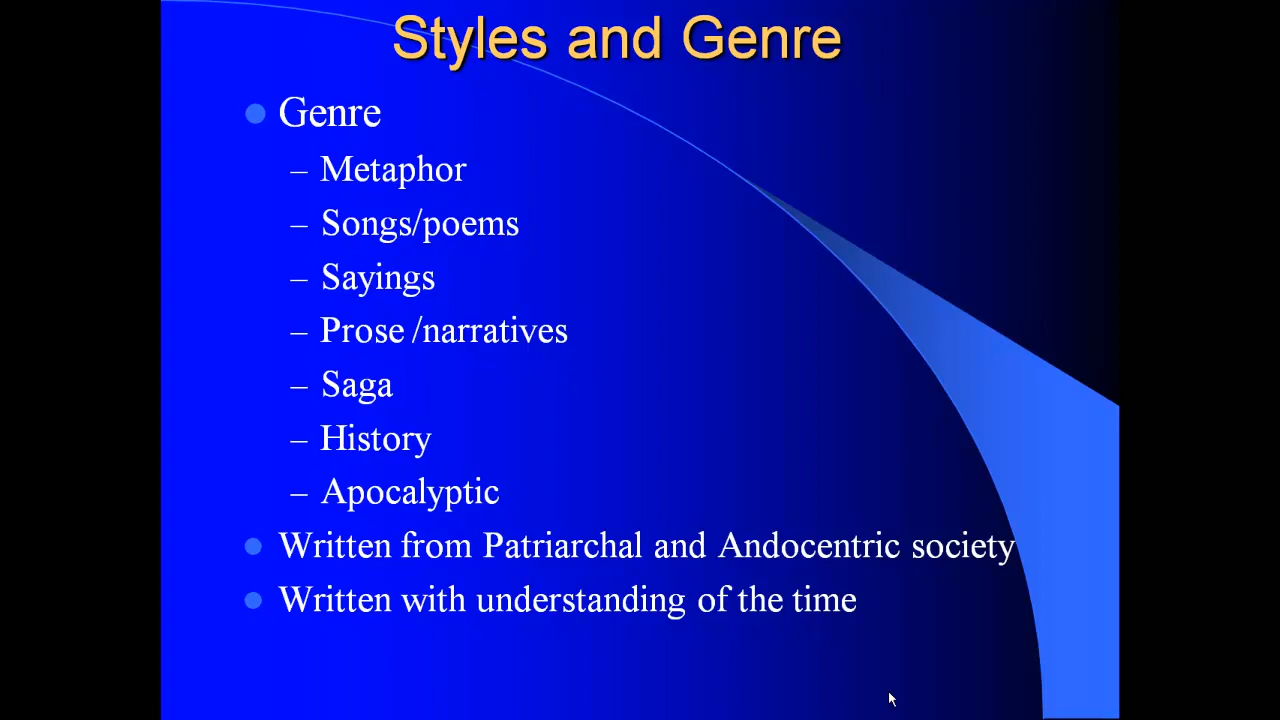 Styles and Genre
Genre
– Metaphor
– Songs/poems
– Sayings
– Prose /narratives
– Saga
– History
– Apocalyptic
Written from Patriarchal and Andocentric society
Written with understanding of the time